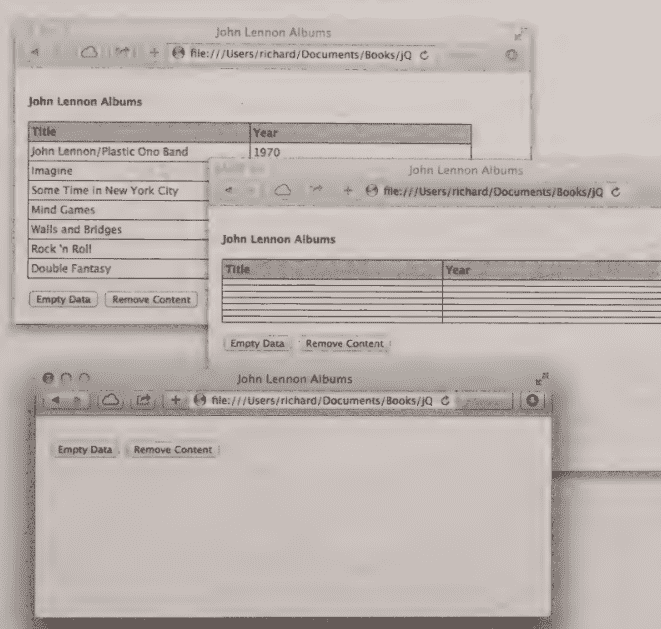 John Lennon Albums
file:///Users/richard/Documents/Books/jQ
John Lennon Albums
Title Year
John Lennon/Plastic Ono Band 1970
Imagine
Some Time in New York City
Mind Games
Walls and Bridges
Rock 'n Roll
Double Fantasy
Empty Data Remove Content
John Lennon Albums
file:///Users/richard/Documents/Books/jQ
John Lennon Albums
Title Year
Empty Data Remove Content
John Lennon Albums
file:///Users/richard/Documents/Books/jQ
Empty Data Remove Content